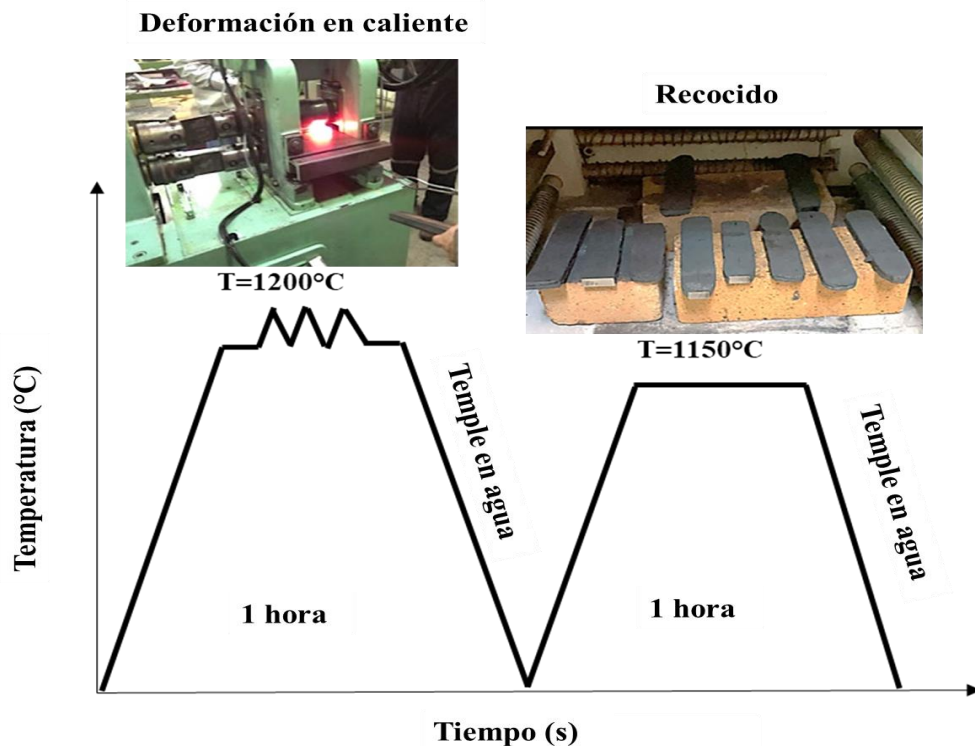 Deformación en caliente
Recocido
T=1200°C
T=1150°C
Temperatura (°C)
Temple en agua
Temple en agua
1 hora
1 hora
Tiempo (s)